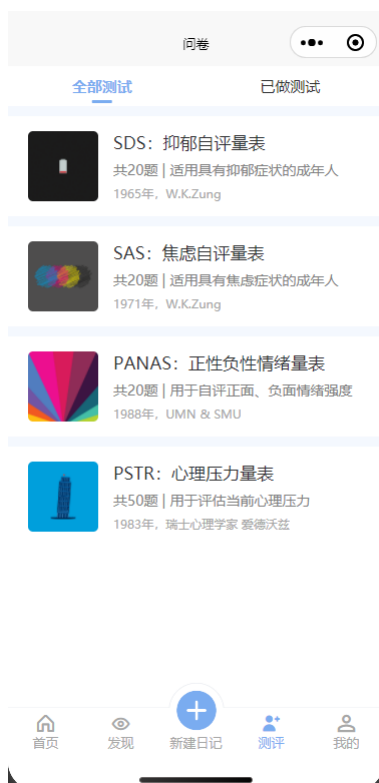 问卷
全部测试 已做测试
SDS：抑郁自评量表
共20题 | 适用具有抑郁症状的成年人
1965年，W.K.Zung
SAS：焦虑自评量表
共20题 | 适用具有焦虑症状的成年人
1971年，W.K.Zung
PANAS：正性负性情绪量表
共20题 | 用于自评正面、负面情绪强度
1988年，UMN & SMU
PSTR：心理压力量表
共50题 | 用于评估当前心理压力
1983年，瑞士心理学家 爱德沃兹
首页 发现 新建日记 测评 我的